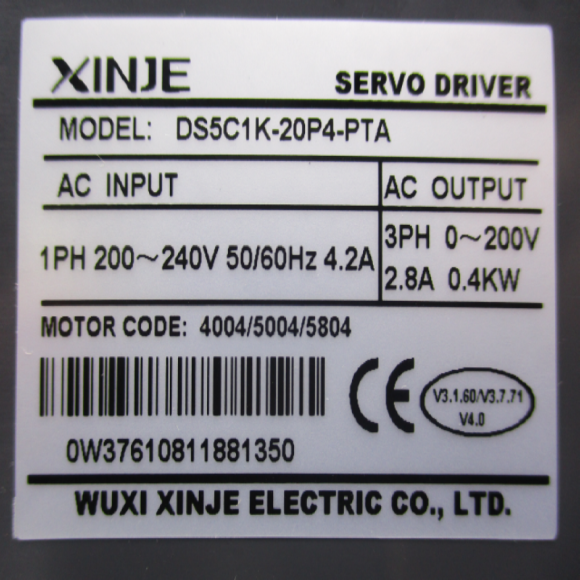 XINJE SERVO DRIVER
MODEL: DS5C1K-20P4-PTA
AC INPUT
AC OUTPUT
1PH 200~240V 50/60Hz 4.2A
3PH 0~200V
2.8A 0.4KW
MOTOR CODE: 4004/5004/5804
CE
V3.1.60/V3.7.71
V4.0
0W37610811881350
WUXI XINJE ELECTRIC CO., LTD.